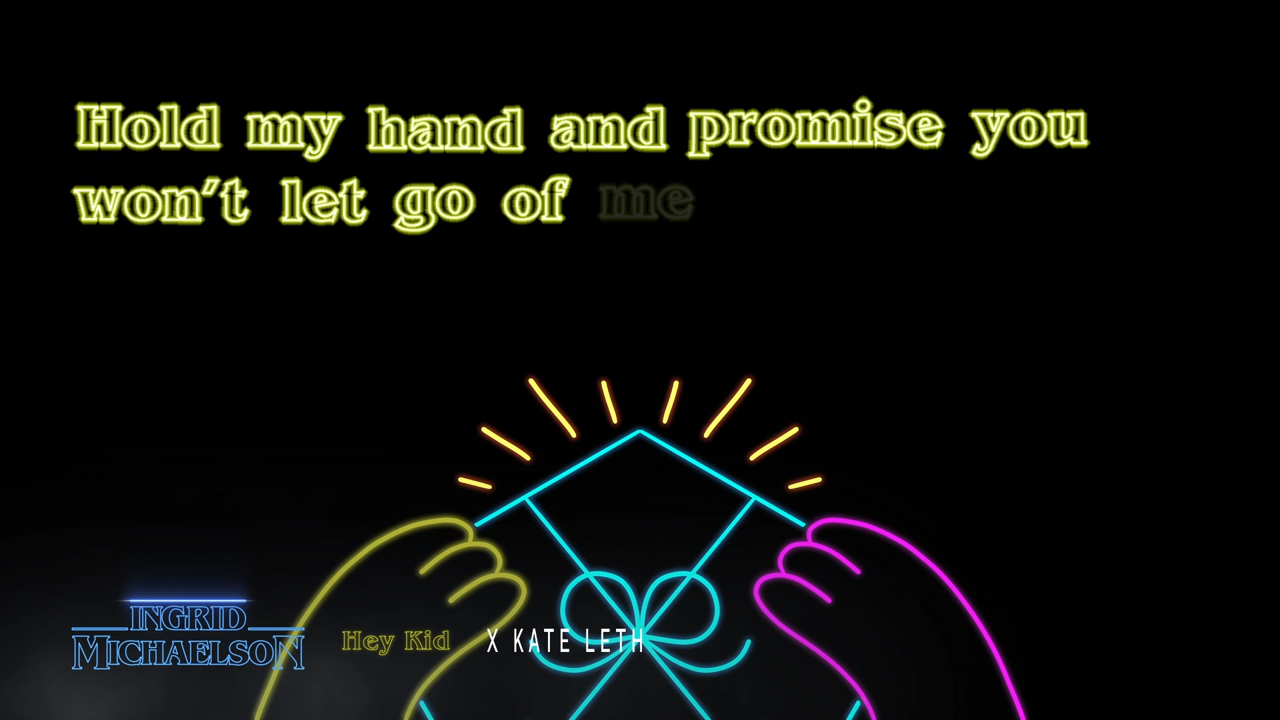 Hold my hand and promise you
won't let go of me
INGRID
MICHAELSON
Hey Kid
X KATE LETH